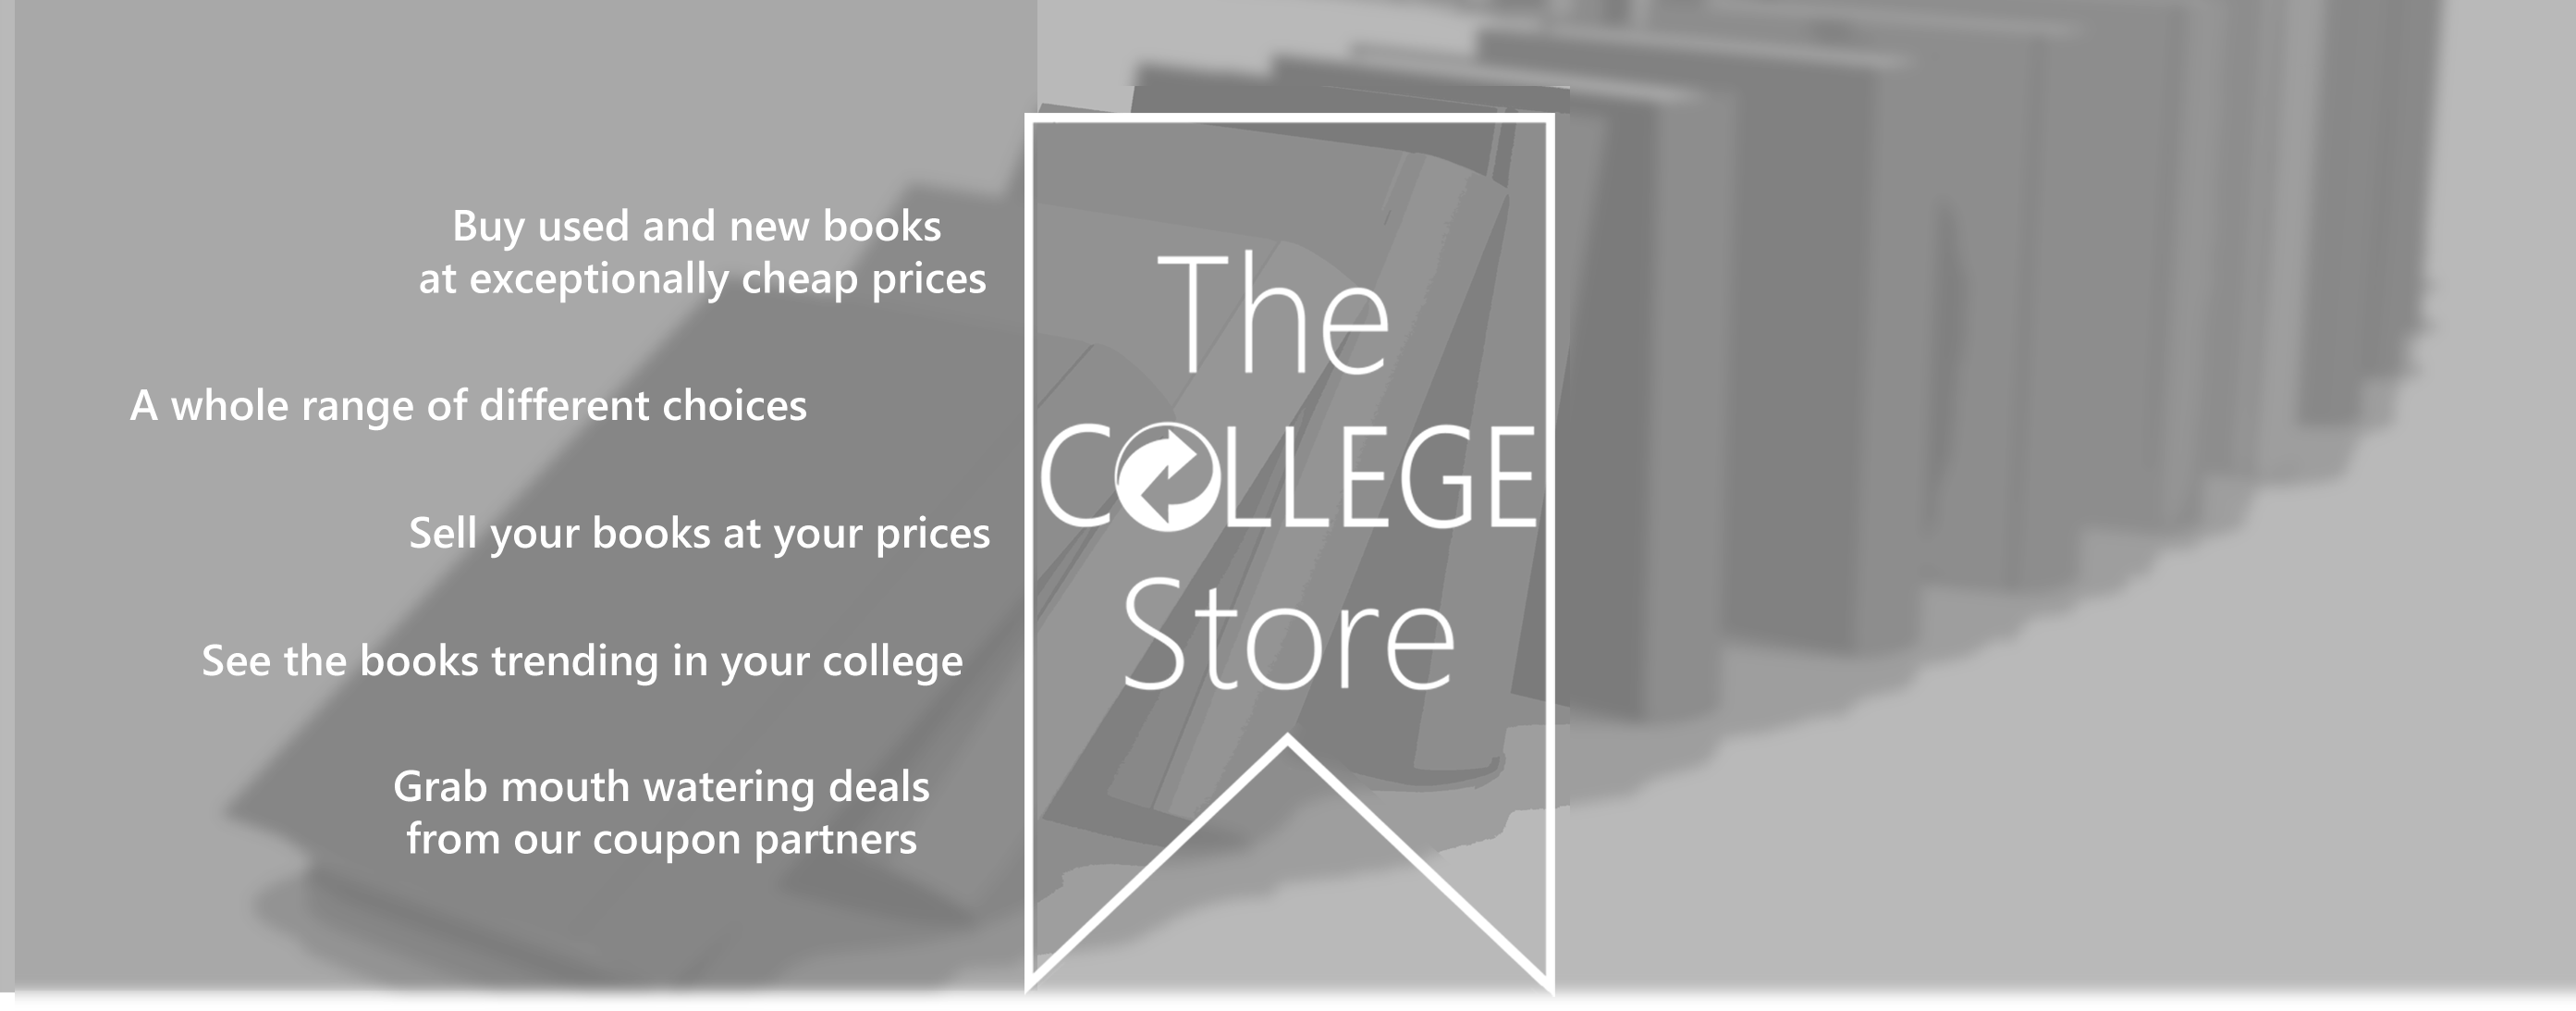 Buy used and new books
at exceptionally cheap prices
A whole range of different choices
Sell your books at your prices
See the books trending in your college
Grab mouth watering deals
from our coupon partners
The
COLLEGE
Store